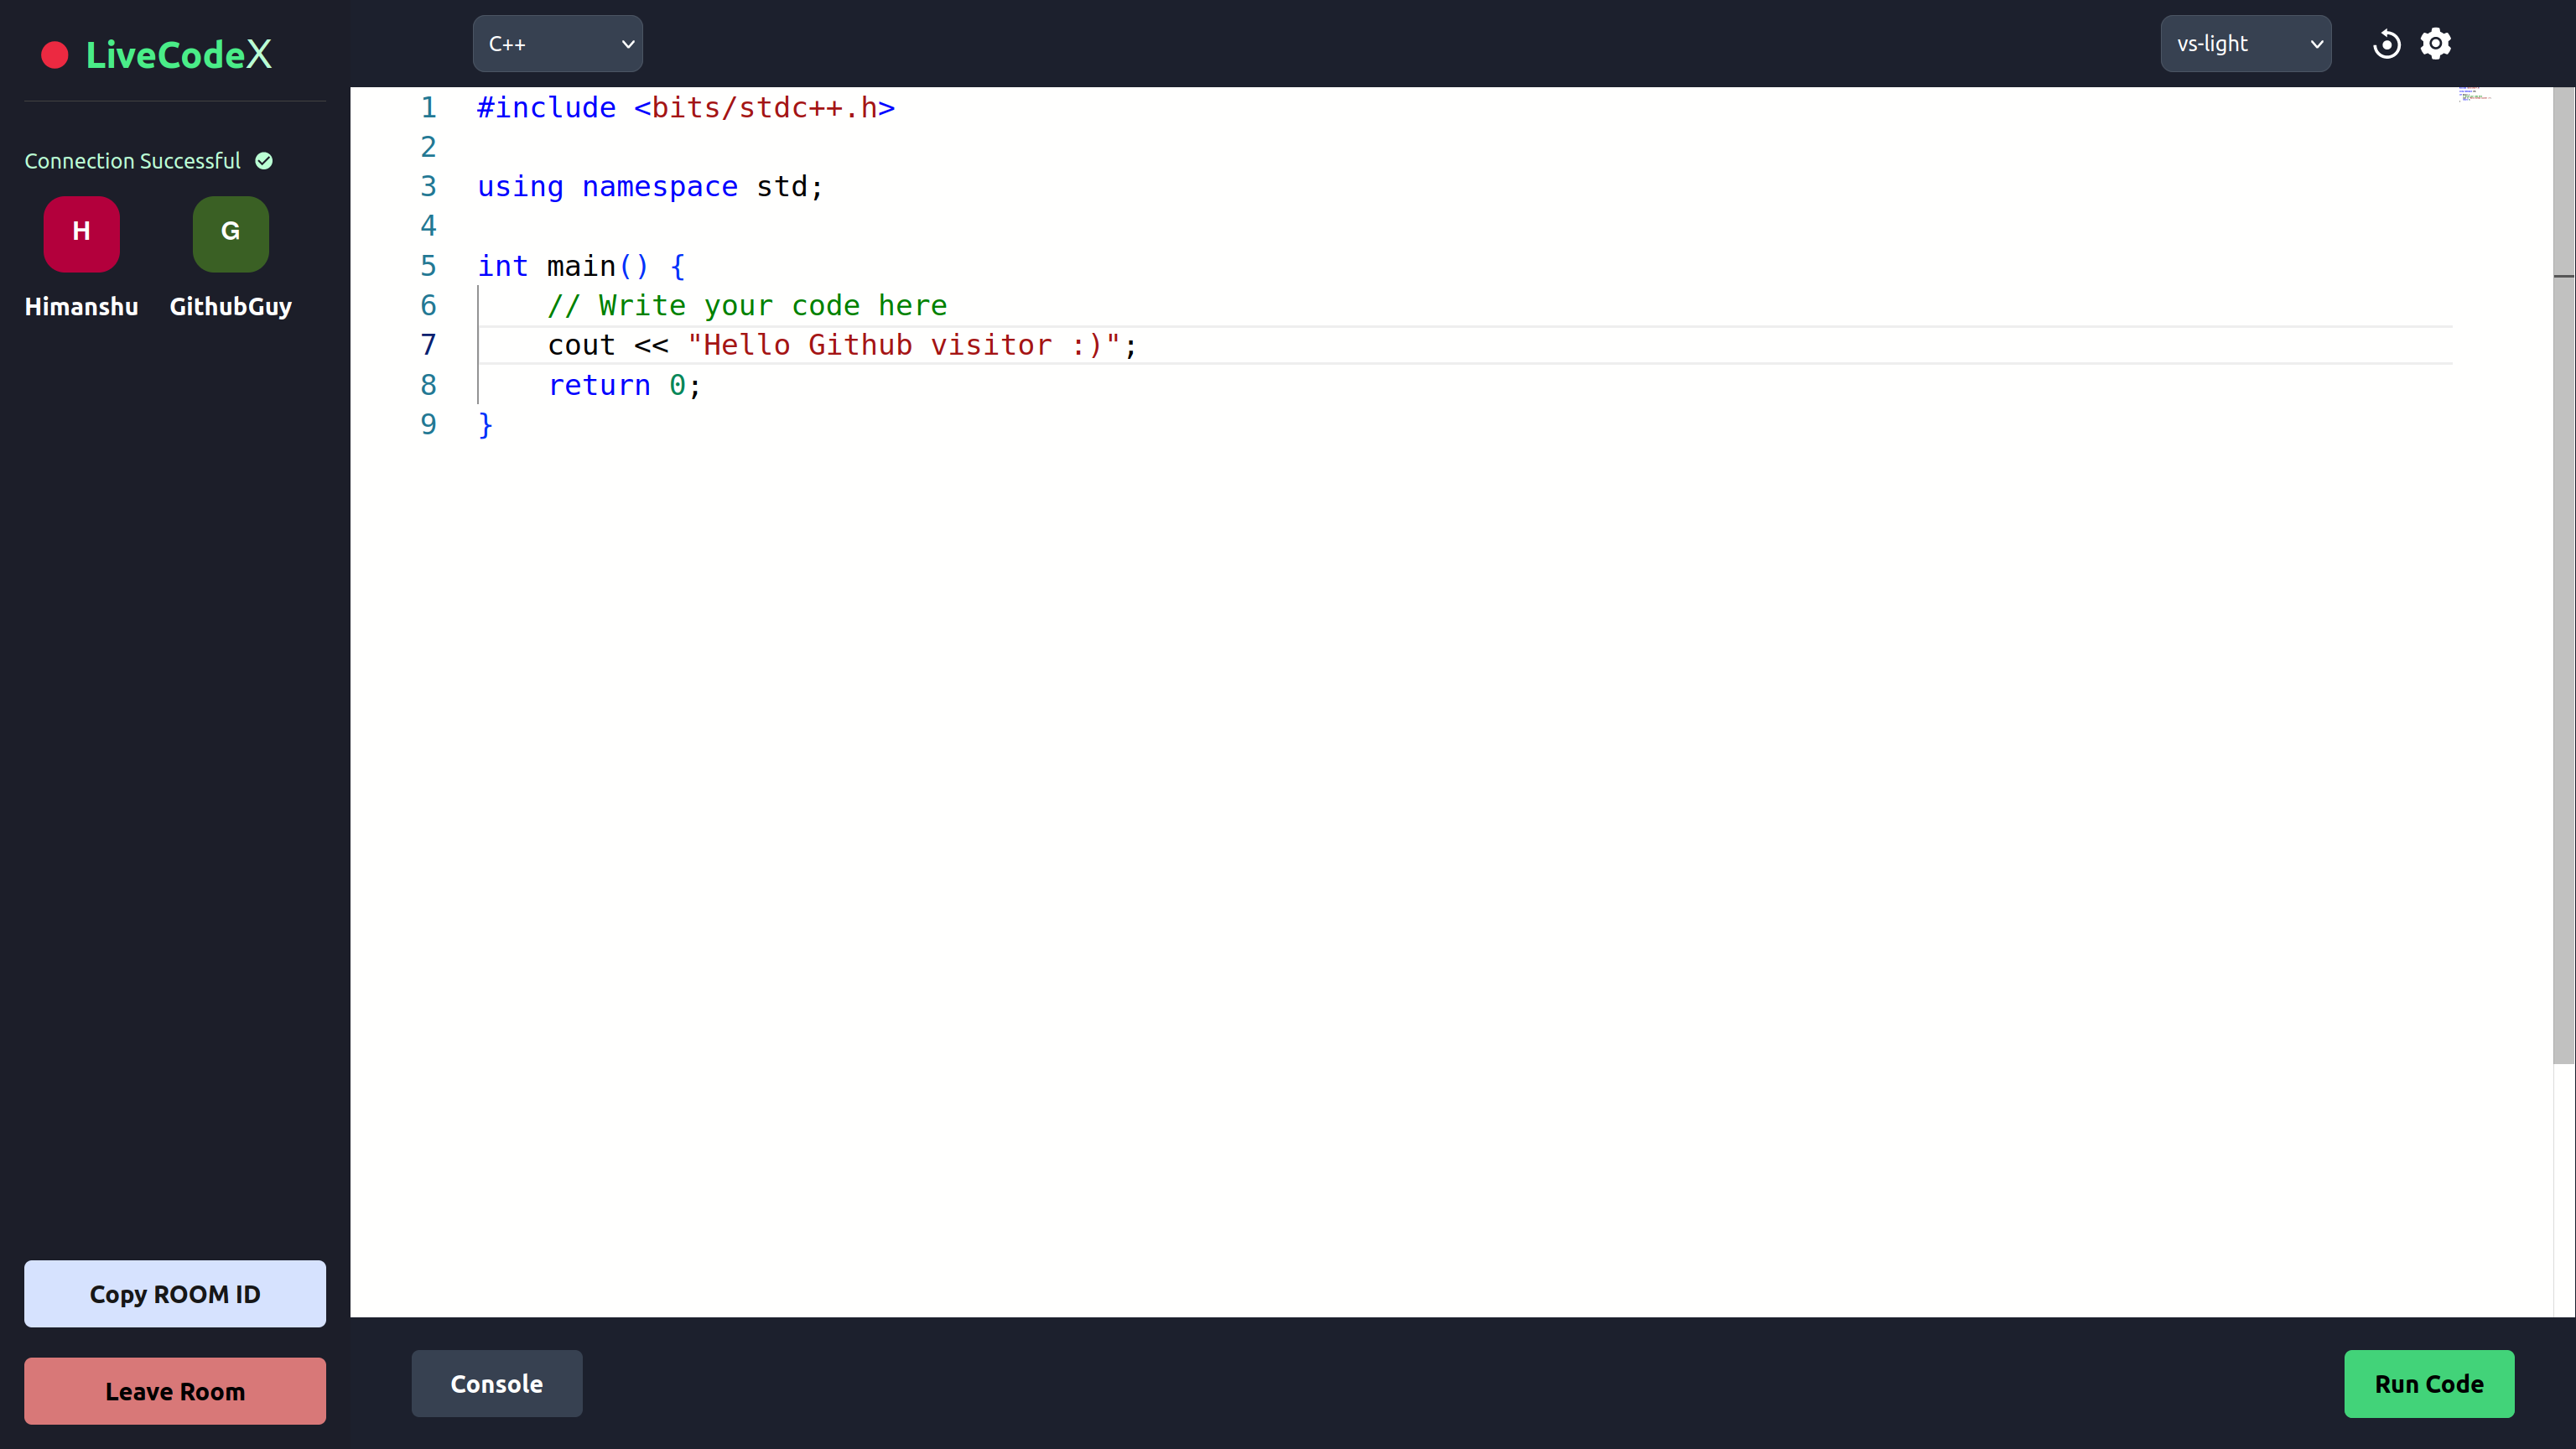 LiveCodeX
Connection Successful
H
G
Himanshu
GithubGuy
Copy ROOM ID
Leave Room
C++
vs-light
1 #include <bits/stdc++.h>
2
3 using namespace std;
4
5 int main() {
6     // Write your code here
7     cout << "Hello Github visitor :)";
8     return 0;
9 }
Console
Run Code